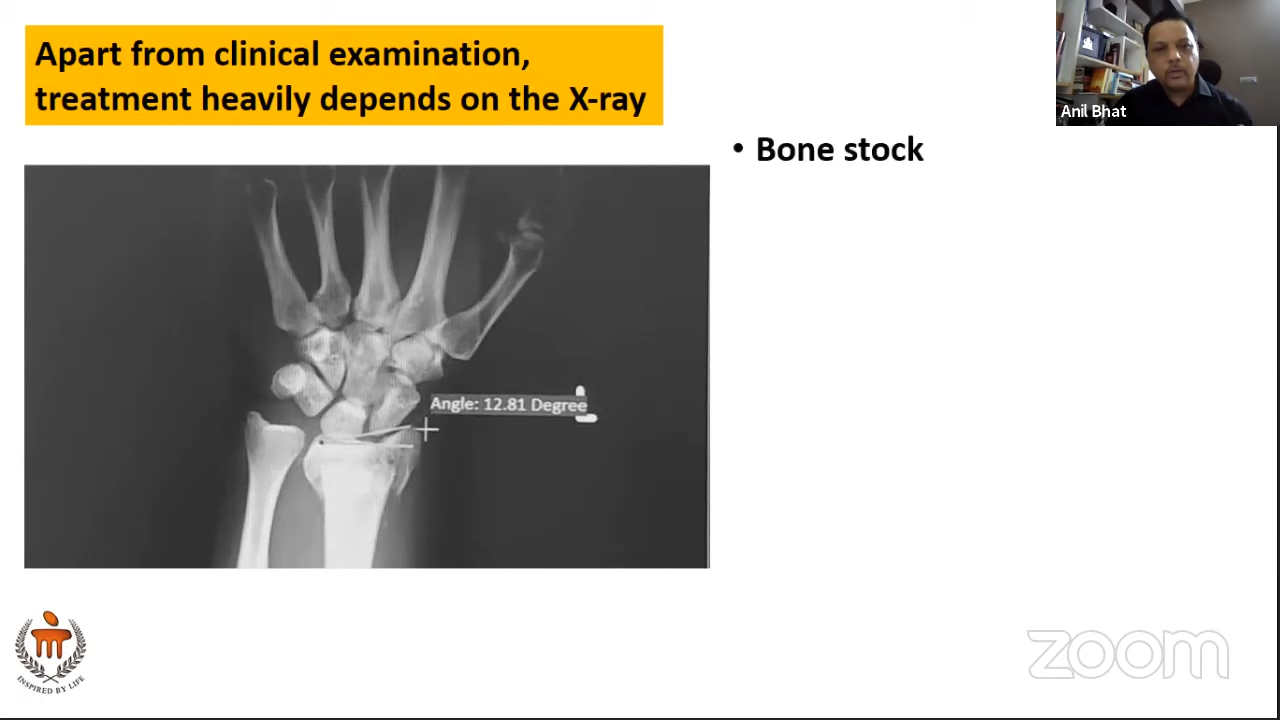 Apart from clinical examination,
treatment heavily depends on the X-ray
Anil Bhat
• Bone stock
Angle: 12.81 Degree
INSPIRED BY LIFE
zoom